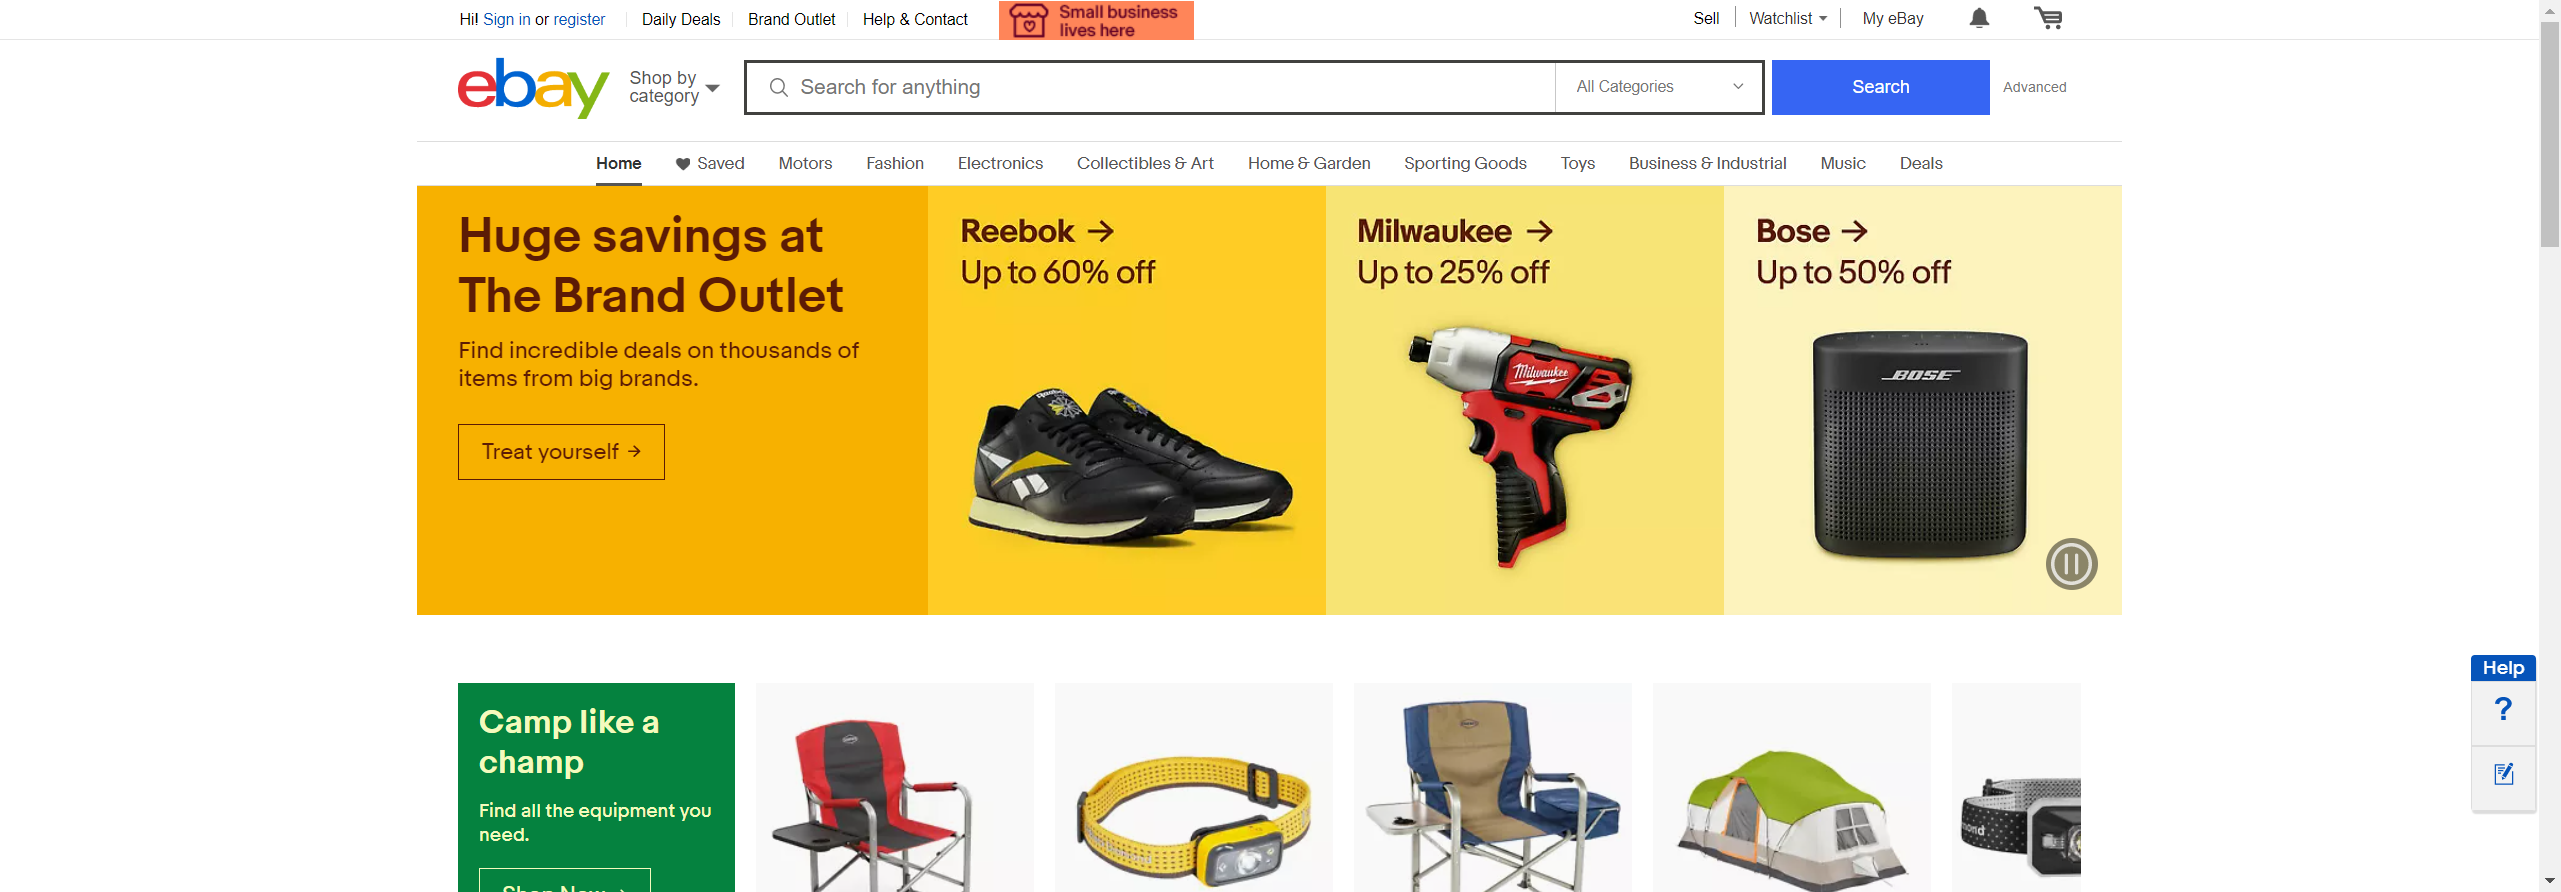 Hi! Sign in or register
Daily Deals
Brand Outlet
Help & Contact
Small business
lives here
Sell
Watchlist
My eBay
ebay
Shop by
category
Search for anything
All Categories
Search
Advanced
Home
Saved
Motors
Fashion
Electronics
Collectibles & Art
Home & Garden
Sporting Goods
Toys
Business & Industrial
Music
Deals
Huge savings at
The Brand Outlet
Find incredible deals on thousands of
items from big brands.
Treat yourself →
Reebok →
Up to 60% off
Milwaukee →
Up to 25% off
Milwaukee
Bose →
Up to 50% off
BOSE
Help
?
Camp like a
champ
Find all the equipment you
need.
Shop Now →